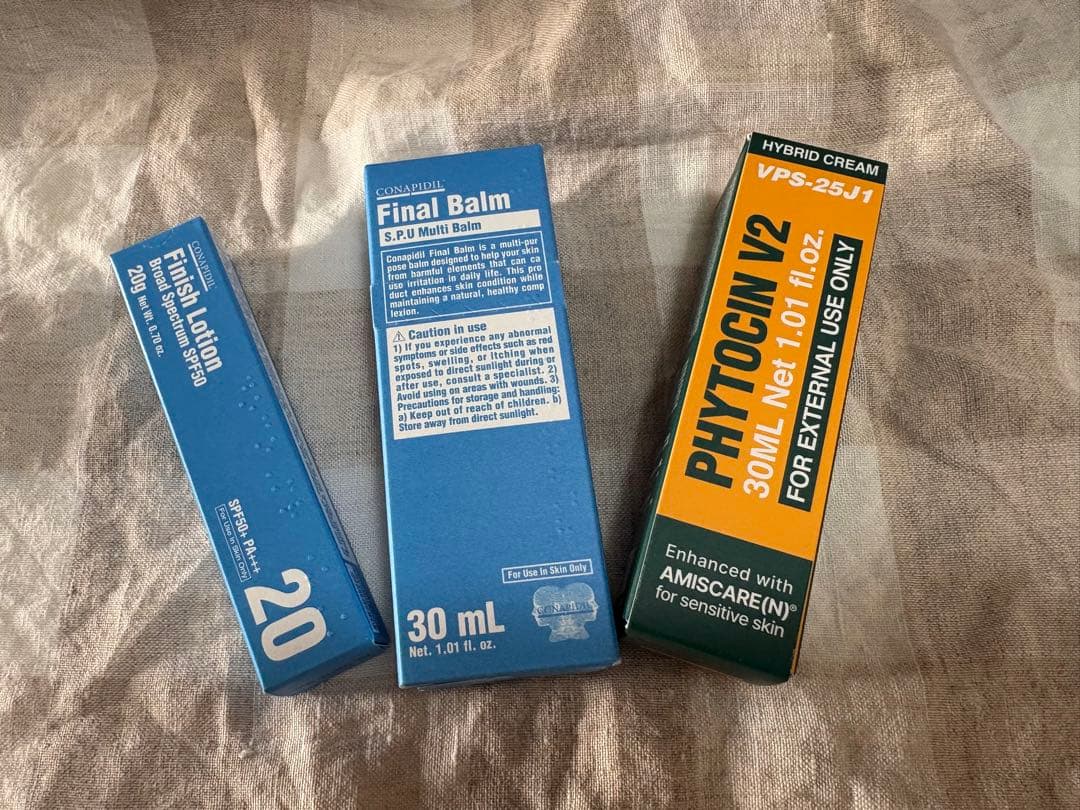 CONAPIDIL
Finish Lotion
Broad Spectrum SPF50
20g Net Wt. 0.70 oz.
SPF50+ PA+++
For Use In Skin Only
20
CONAPIDIL
Final Balm
S.P.U Multi Balm
Conapidil Final Balm is a multi-pur
pose balm designed to help your skin
from harmful elements that can ca
use irritation in daily life. This pro
duct enhances skin condition while
maintaining a natural, healthy comp
lexion.
Caution in use
1) If you experience any abnormal
symptoms or side effects such as red
spots, swelling, or itching when
exposed to direct sunlight during or
after use, consult a specialist. 2)
Avoid using on areas with wounds. 3)
Precautions for storage and handling:
a) Keep out of reach of children. b)
Store away from direct sunlight.
For Use In Skin Only
CONAPIDIL
30 mL
Net. 1.01 fl. oz.
HYBRID CREAM
VPS-25J1
PHYTOCIN V2
30ML Net 1.01 fl.oz.
FOR EXTERNAL USE ONLY
Enhanced with
AMISCARE(N)®
for sensitive skin